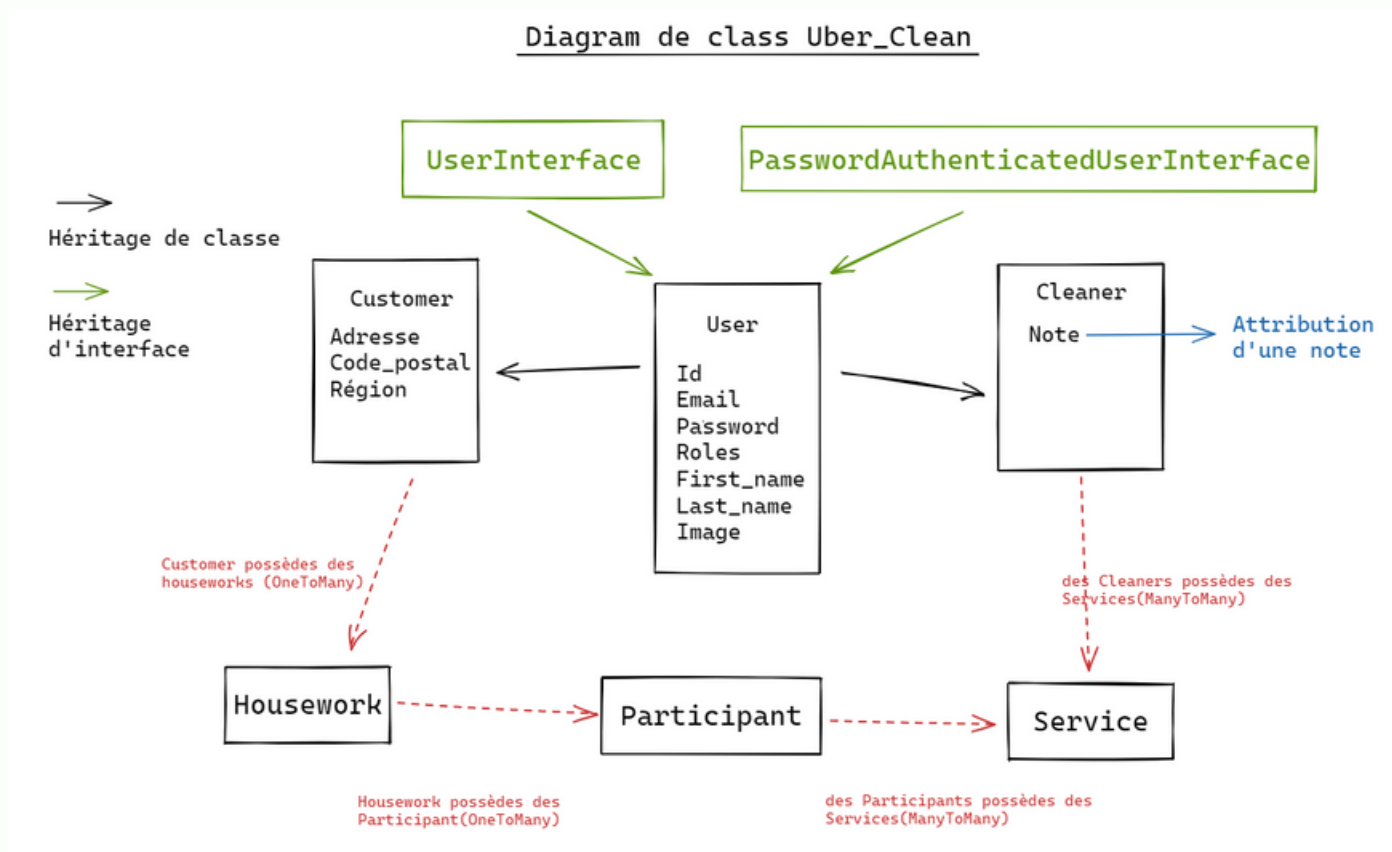 Diagram de class Uber_Clean
UserInterface
PasswordAuthenticatedUserInterface
Héritage de classe
Héritage
d'interface
Customer
Adresse
Code_postal
Région
User
Id
Email
Password
Roles
First_name
Last_name
Image
Cleaner
Note
Attribution
d'une note
Customer possèdes des
houseworks (OneToMany)
des Cleaners possèdes des
Services(ManyToMany)
Housework
Participant
Service
Housework possèdes des
Participant(OneToMany)
des Participants possèdes des
Services(ManyToMany)